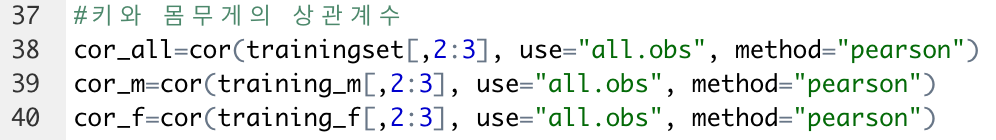 37 #키와 몸무게의 상관계수
38 cor_all=cor(trainingset[,2:3], use="all.obs", method="pearson")
39 cor_m=cor(training_m[,2:3], use="all.obs", method="pearson")
40 cor_f=cor(training_f[,2:3], use="all.obs", method="pearson")